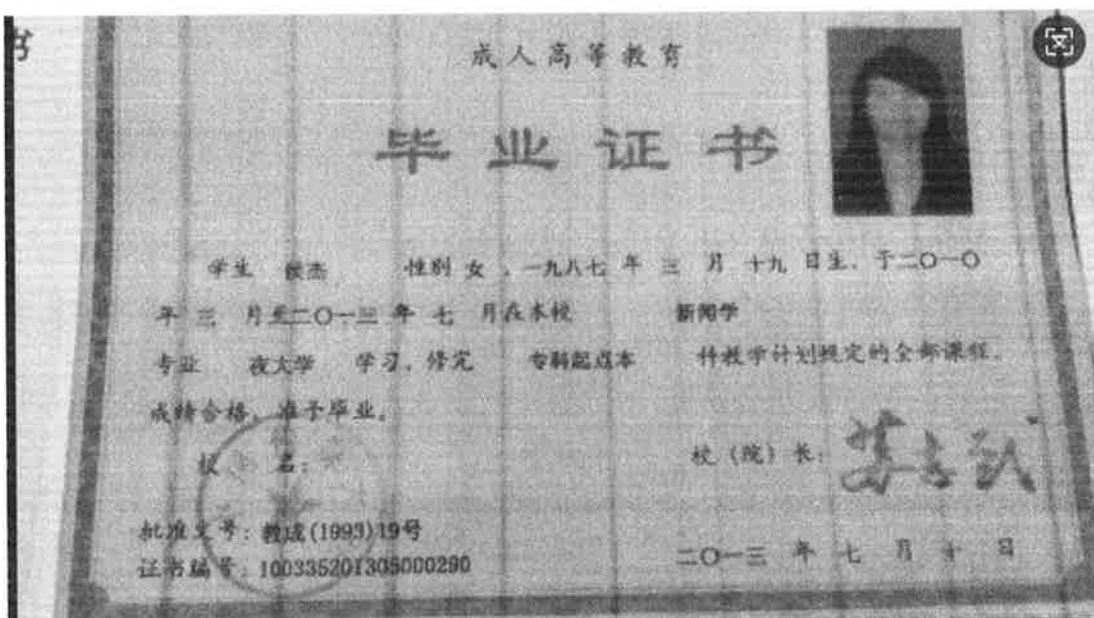 书
成人高等教育
毕业证书
学生 侯杰 性别 女 ，一九八七 年 三 月 十九 日生，于二〇一〇
年 三 月至二〇一三 年 七 月在本校 新闻学
专业 夜大学 学习，修完 专科起点本 科教学计划规定的全部课程，
成绩合格，准予毕业。
校 名： 校（院）长：
批准文号：教成(1993)19号
证书编号：100335201305000290
二〇一三 年 七 月 十 日